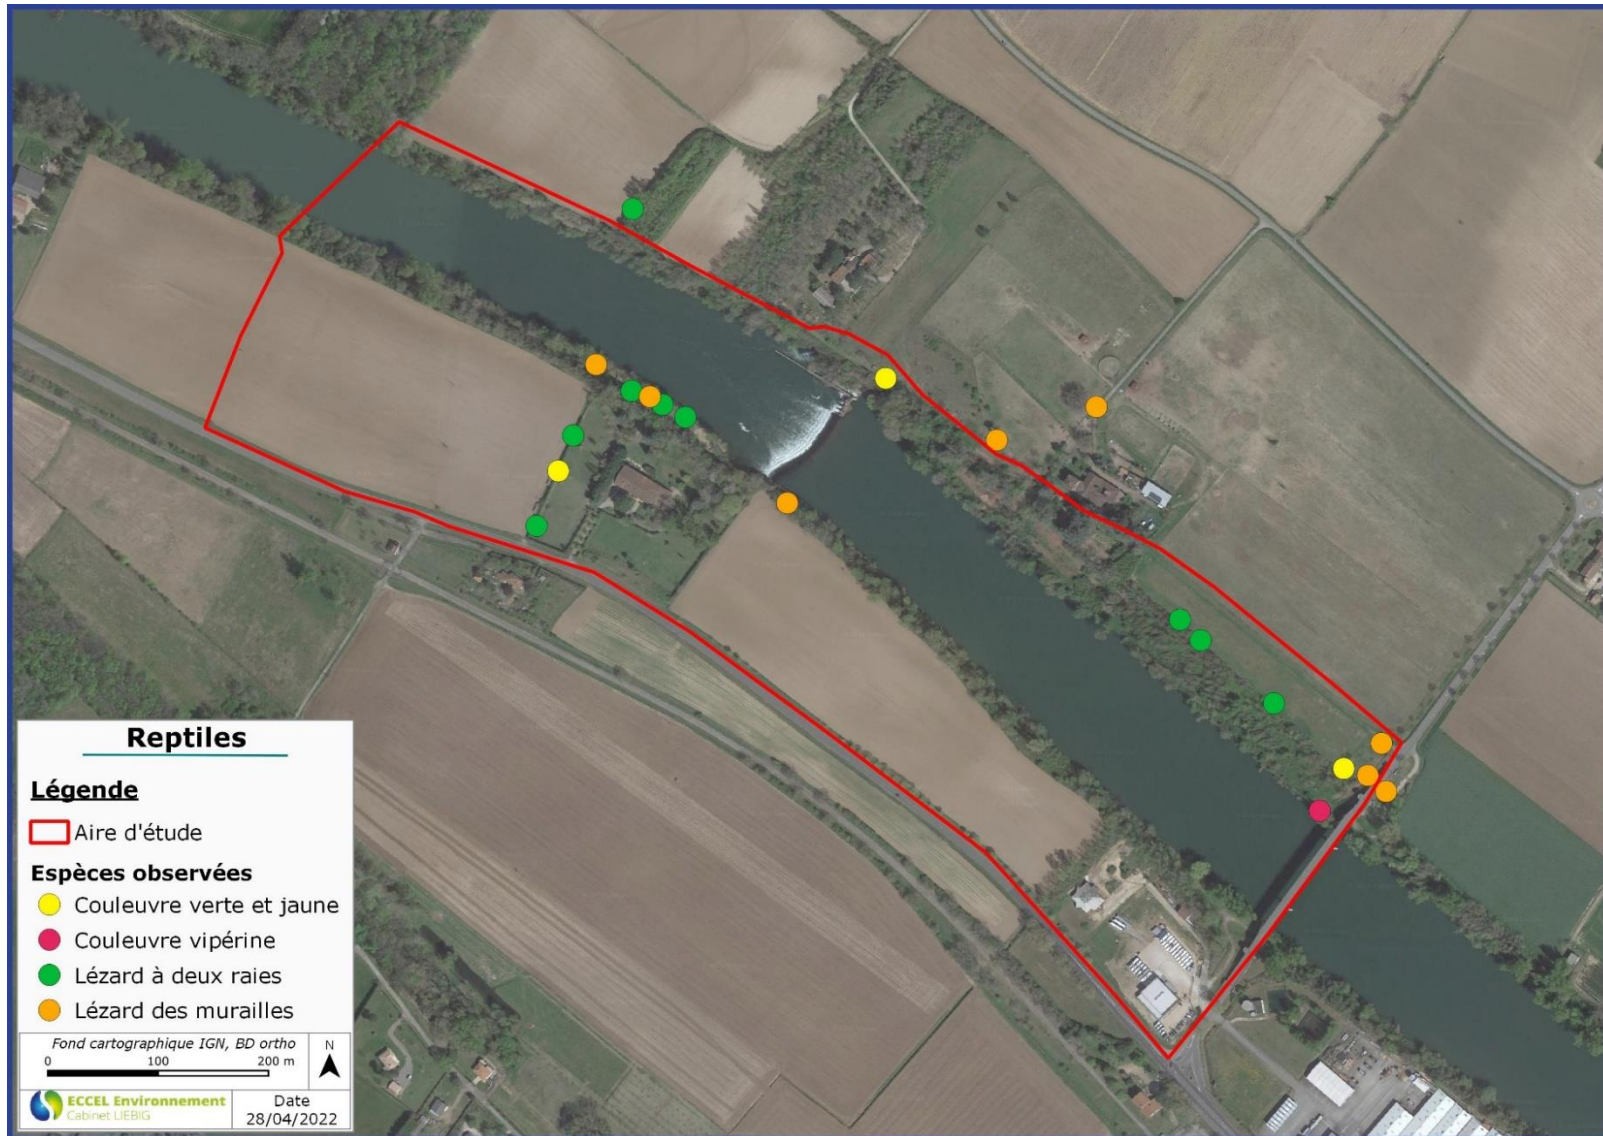 Reptiles
Légende
Aire d'étude
Espèces observées
Couleuvre verte et jaune
Couleuvre vipérine
Lézard à deux raies
Lézard des murailles
Fond cartographique IGN, BD ortho
0 100 200 m
N
ECCEL Environnement
Cabinet LIEBIG
Date
28/04/2022